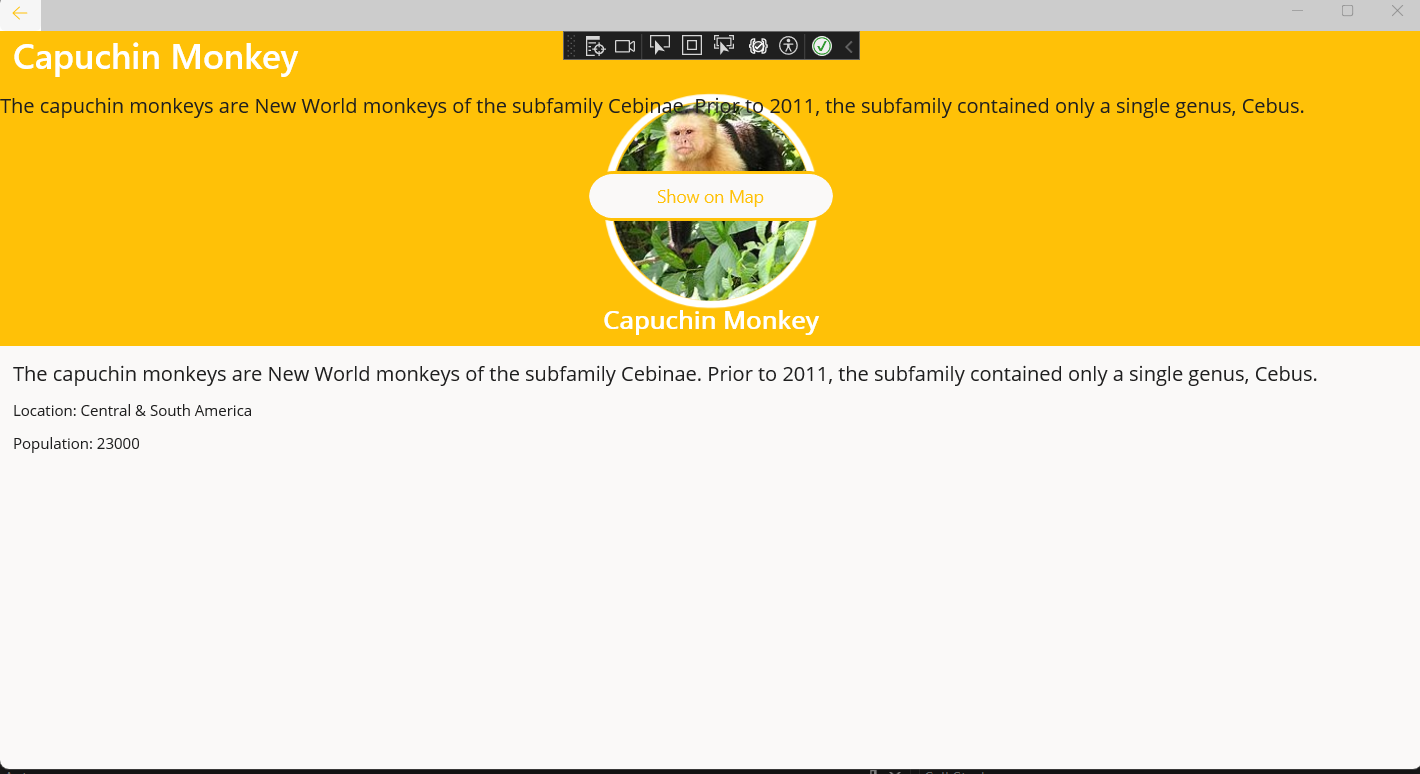 Capuchin Monkey
The capuchin monkeys are New World monkeys of the subfamily Cebinae. Prior to 2011, the subfamily contained only a single genus, Cebus.
Show on Map
Capuchin Monkey
The capuchin monkeys are New World monkeys of the subfamily Cebinae. Prior to 2011, the subfamily contained only a single genus, Cebus.
Location: Central & South America
Population: 23000